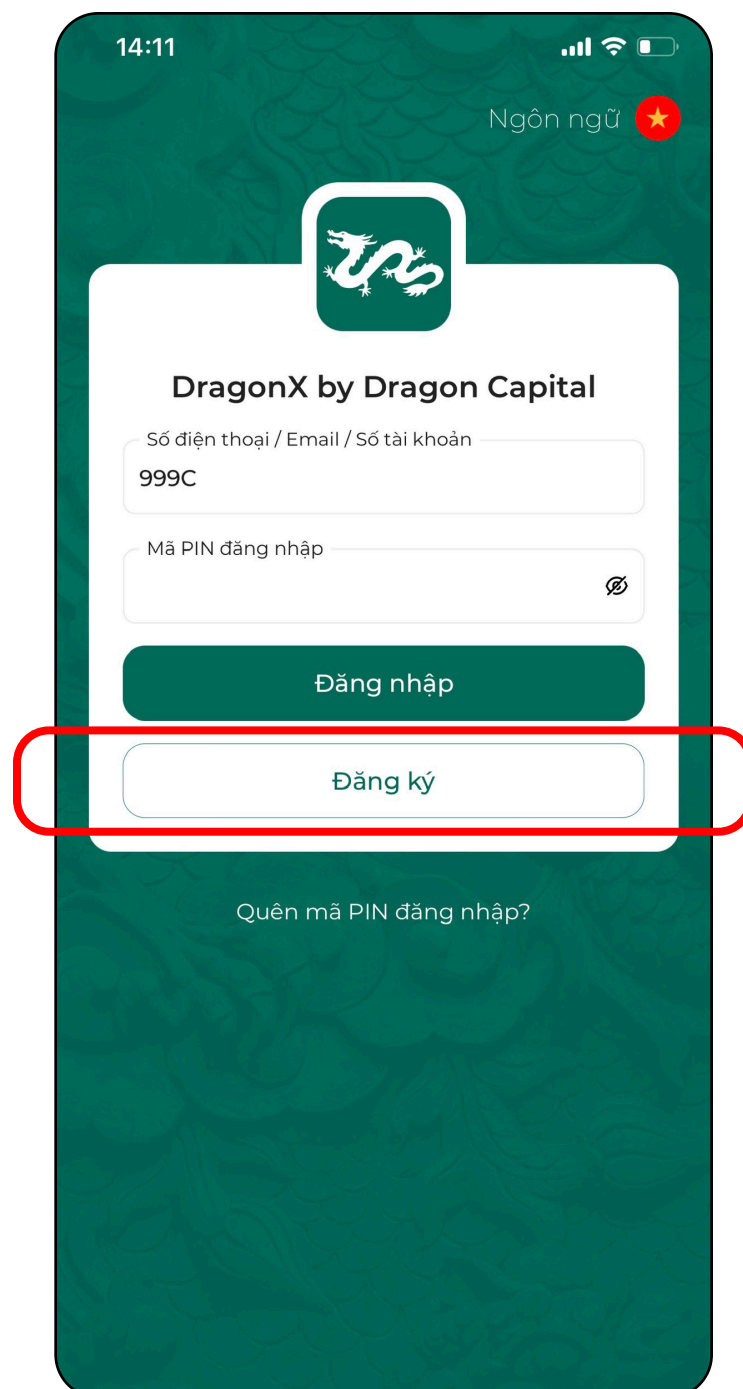 14:11
Ngôn ngữ
DragonX by Dragon Capital
Số điện thoại / Email / Số tài khoản
999C
Mã PIN đăng nhập
Đăng nhập
Đăng ký
Quên mã PIN đăng nhập?